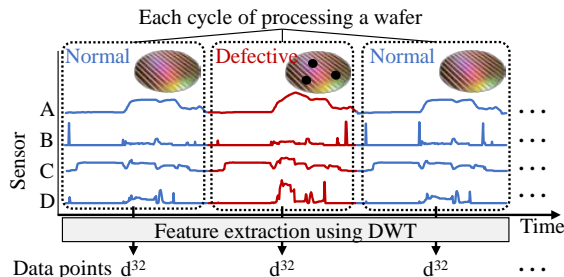 Each cycle of processing a wafer
Normal Defective Normal
A
B
C
D
Sensor
...
...
...
...
Time
Feature extraction using DWT
Data points d³² d³² d³² ...